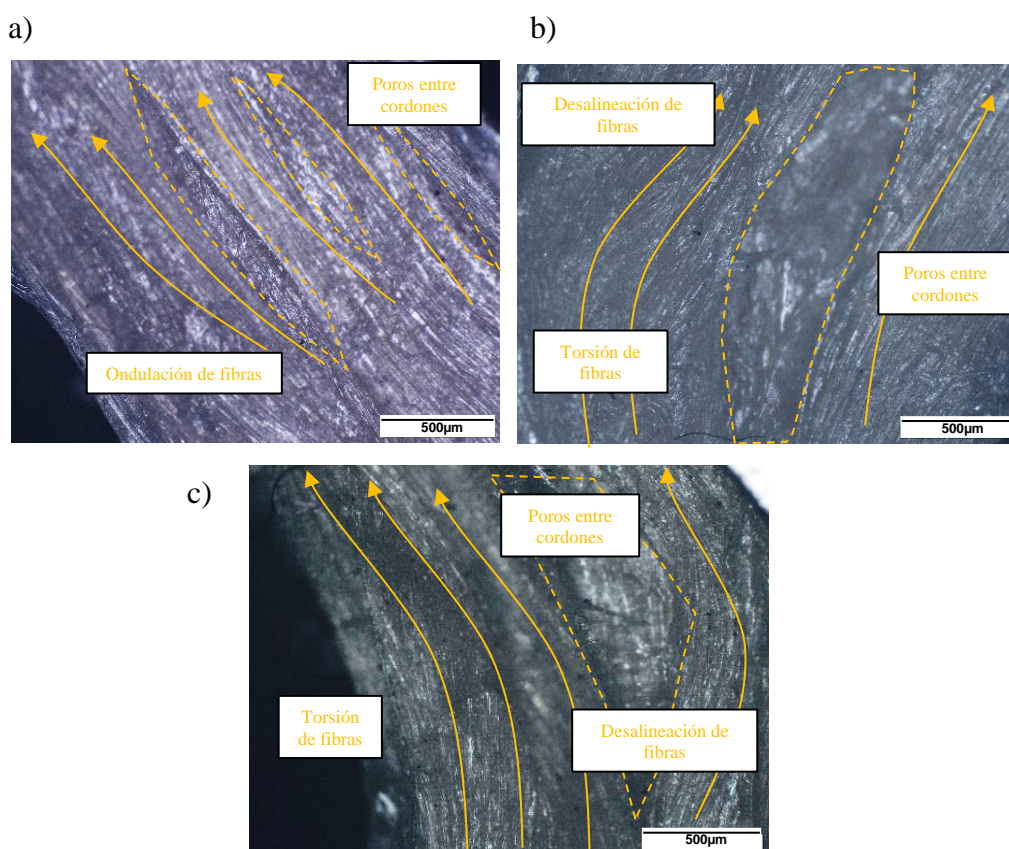 a)
Poros entre
cordones
Ondulación de fibras
500µm
b)
Desalineación de
fibras
Poros entre
cordones
Torsión de
fibras
500µm
c)
Poros entre
cordones
Torsión
de fibras
Desalineación de
fibras
500µm